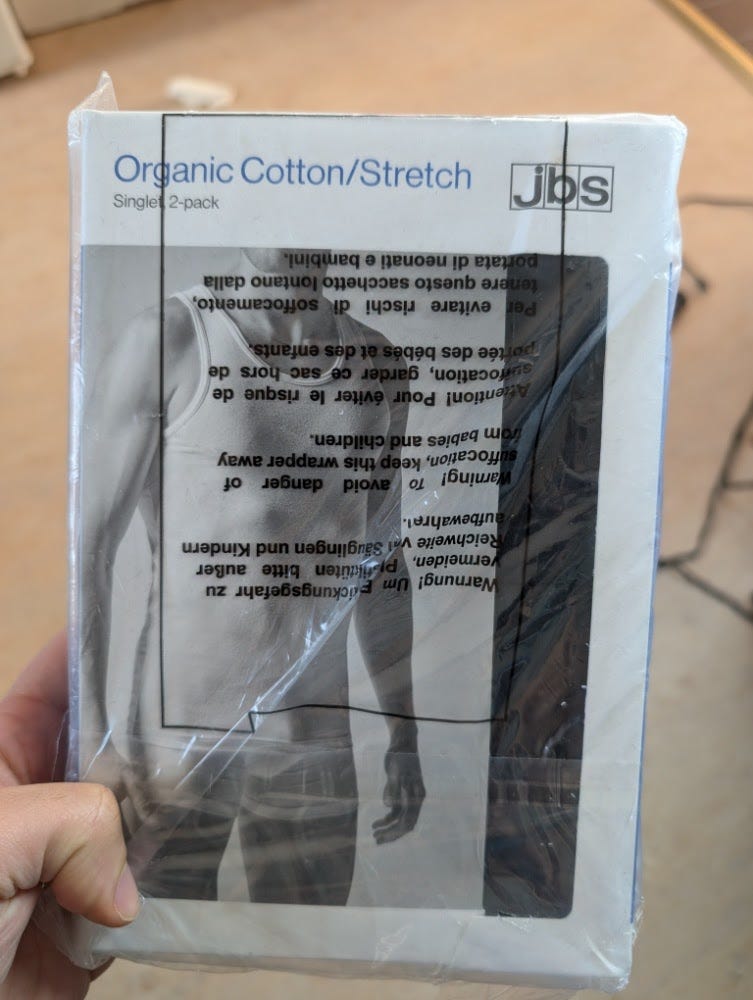 Organic Cotton/Stretch
Singlet, 2-pack
jbs
Warnung! Um Erstickungsgefahr zu
vermeiden, Plastiktüten bitte außer
Reichweite von Säuglingen und Kindern
aufbewahren!
Warning! To avoid danger of
suffocation, keep this wrapper away
from babies and children.
Attention! Pour éviter le risque de
suffocation, garder ce sac hors de
portée des bébés et des enfants.
Per evitare rischi di soffocamento,
tenere questo sacchetto lontano dalla
portata di neonati e bambini.